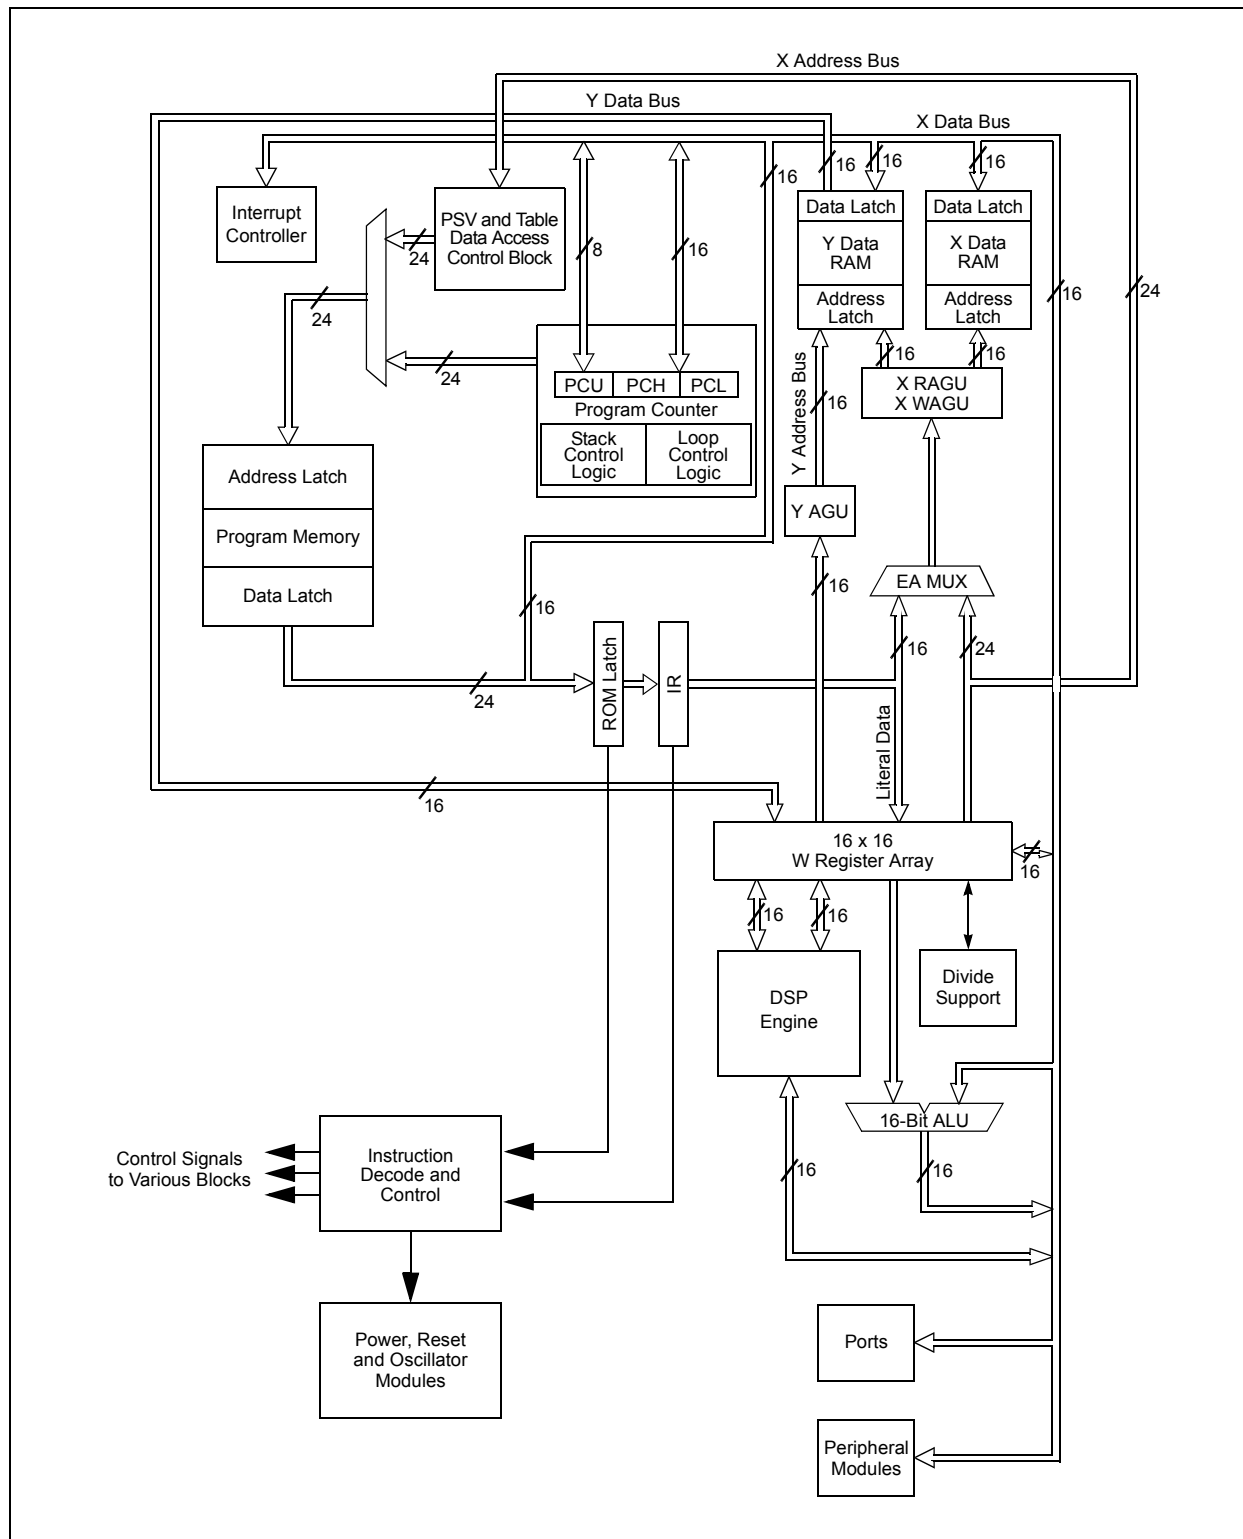 X Address Bus
Y Data Bus
X Data Bus
16
16
16
16
Interrupt
Controller
PSV and Table
Data Access
Control Block
24
8
16
Data Latch
Y Data
RAM
Address
Latch
Data Latch
X Data
RAM
Address
Latch
16
24
24
24
16
16
PCU
PCH
PCL
Program Counter
Stack
Control
Logic
Loop
Control
Logic
Y Address Bus
16
X RAGU
X WAGU
Address Latch
Program Memory
Data Latch
Y AGU
EA MUX
16
16
16
24
24
ROM Latch
IR
Literal Data
16
16 x 16
W Register Array
16
16
16
DSP
Engine
Divide
Support
16-Bit ALU
16
16
Control Signals
to Various Blocks
Instruction
Decode and
Control
Power, Reset
and Oscillator
Modules
Ports
Peripheral
Modules